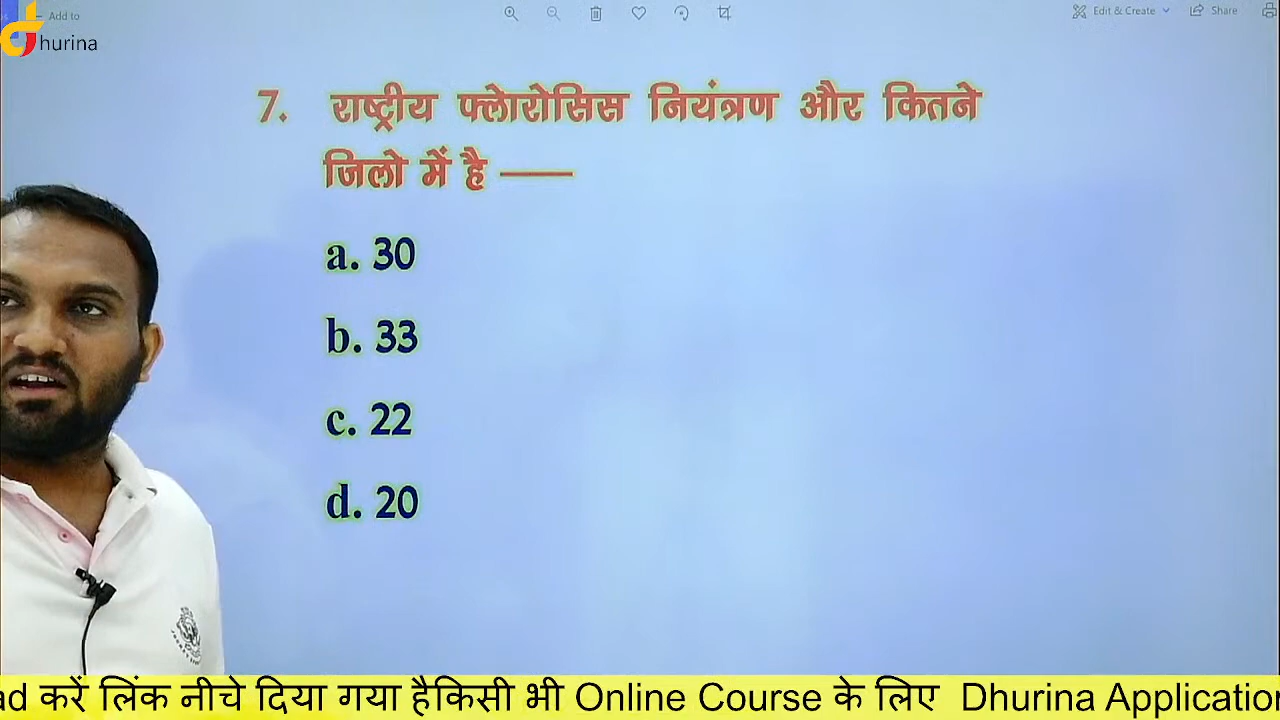 Add to
Edit & Create
Share
hurina
7. राष्ट्रीय फ्लोरोसिस नियंत्रण और कितने
जिलो में है ——
a. 30
b. 33
c. 22
d. 20
ad करें लिंक नीचे दिया गया हैकिसी भी Online Course के लिए Dhurina Application